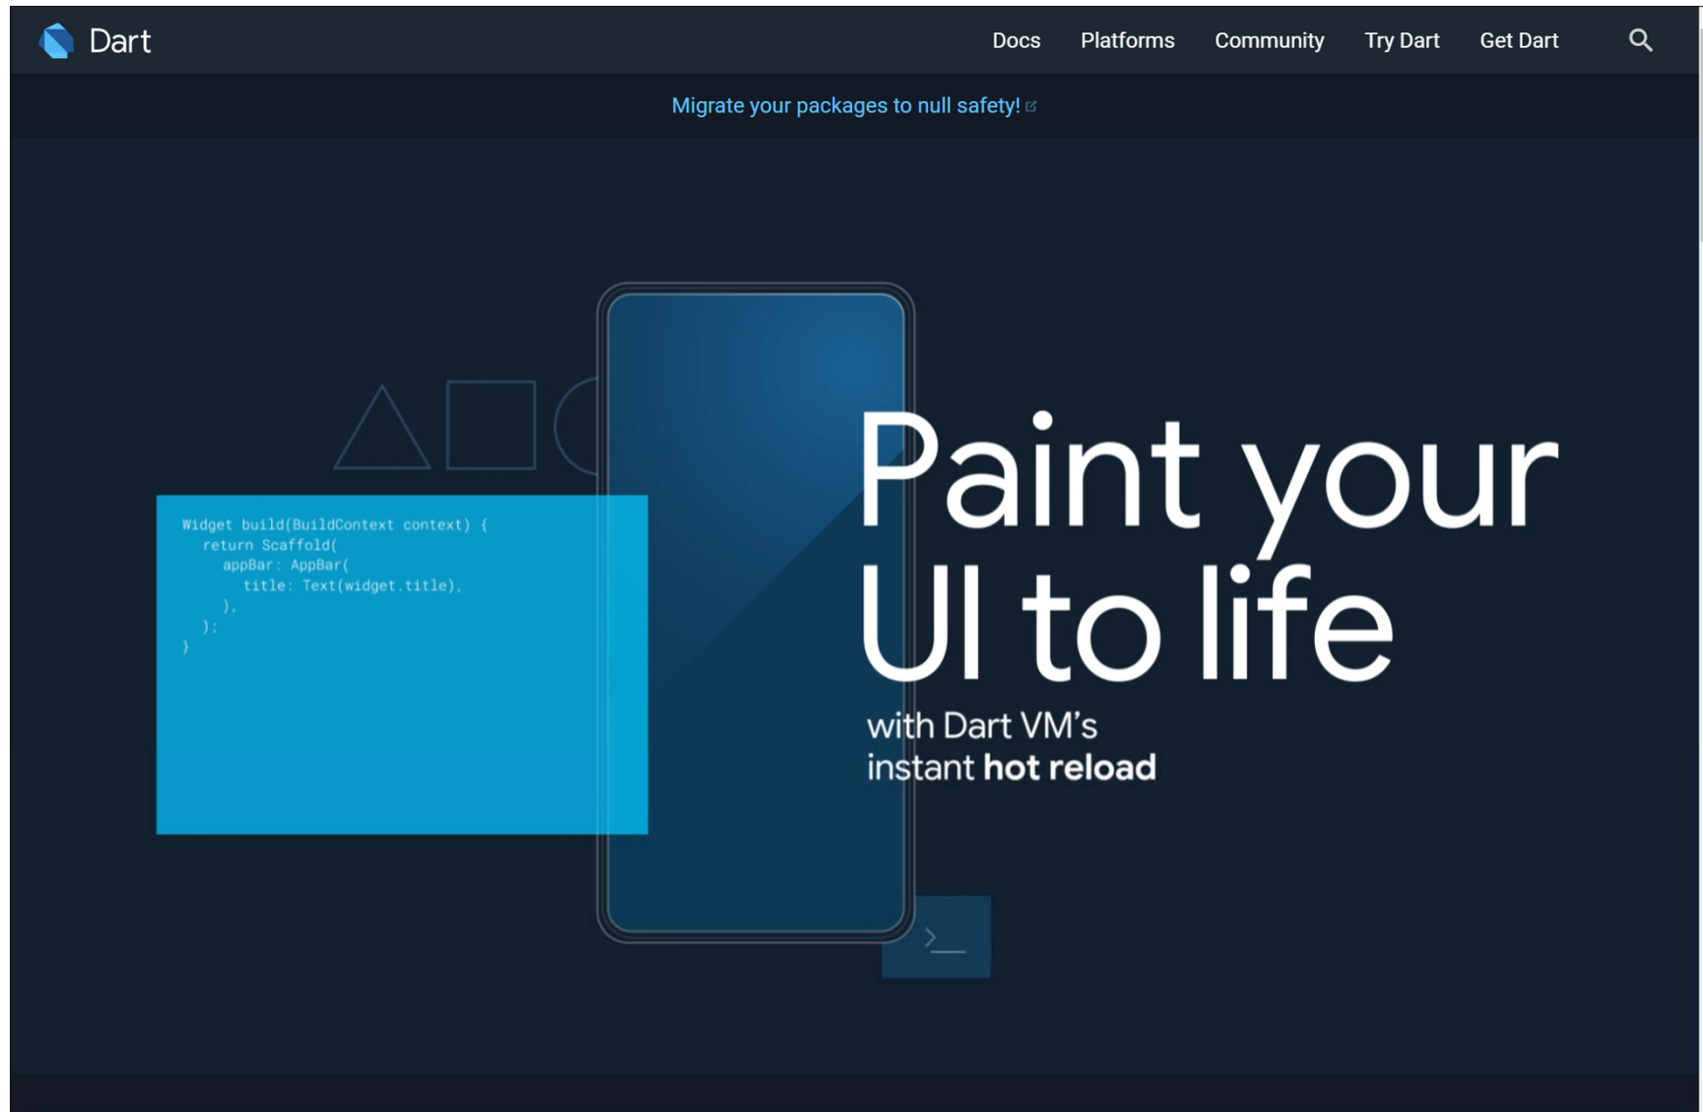 Dart
Docs Platforms Community Try Dart Get Dart
Migrate your packages to null safety!
Widget build(BuildContext context) {
return Scaffold(
appBar: AppBar(
title: Text(widget.title),
),
);
}
Paint your
UI to life
with Dart VM’s
instant hot reload
>_